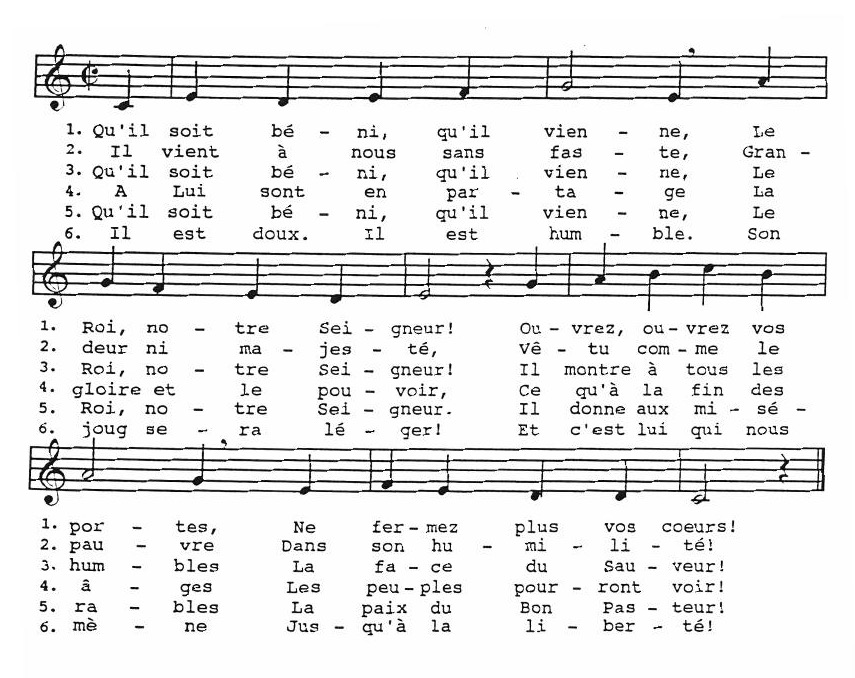 1. Qu'il soit bé - ni, qu'il vien - ne, Le
2. Il vient à nous sans fas - te, Gran -
3. Qu'il soit bé - ni, qu'il vien - ne, Le
4. A Lui sont en par - ta - ge La
5. Qu'il soit bé - ni, qu'il vien - ne, Le
6. Il est doux. Il est hum - ble. Son
1. Roi, no - tre Sei - gneur! Ou - vrez, ou - vrez vos
2. deur ni ma - jes - té, Vê - tu com - me le
3. Roi, no - tre Sei - gneur! Il montre à tous les
4. gloire et le pou - voir, Ce qu'à la fin des
5. Roi, no - tre Sei - gneur. Il donne aux mi - sé -
6. joug se - ra lé - ger! Et c'est lui qui nous
1. por - tes, Ne fer - mez plus vos coeurs!
2. pau - vre Dans son hu - mi - li - té!
3. hum - bles La fa - ce du Sau - veur!
4. â - ges Les peu - ples pour - ront voir!
5. ra - bles La paix du Bon Pas - teur!
6. mè - ne Jus - qu'à la li - ber - té!